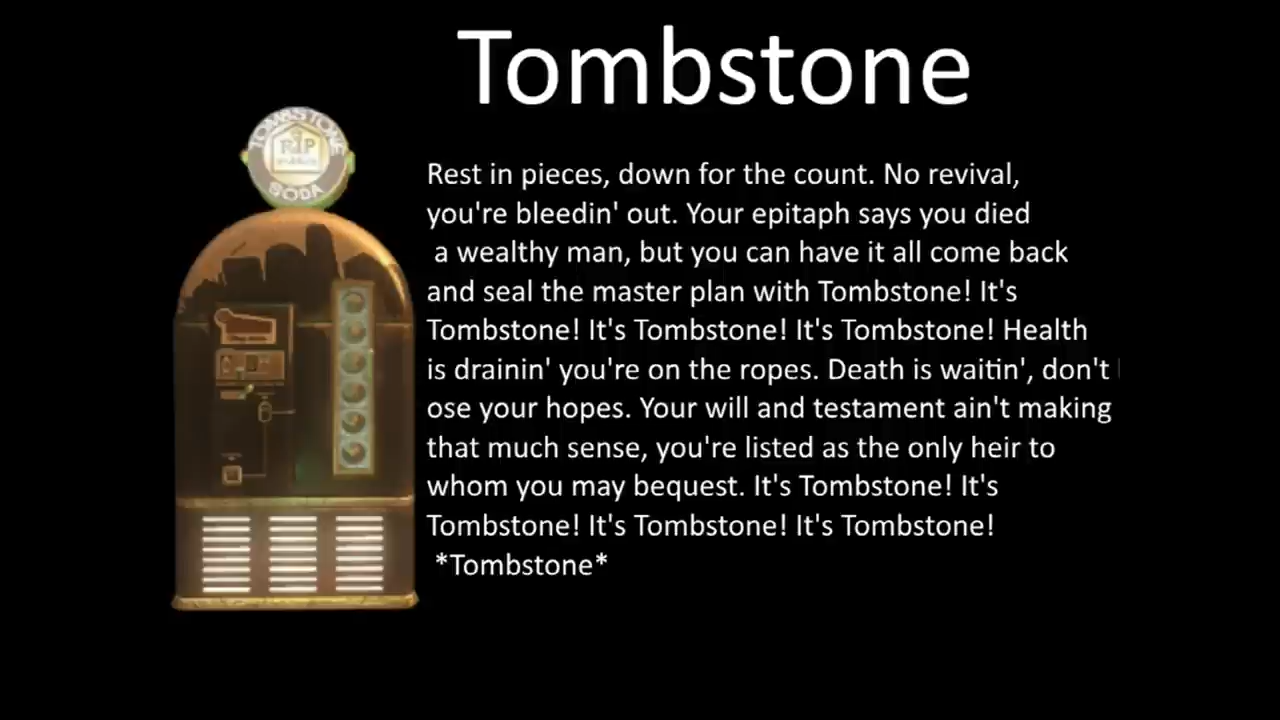 Tombstone
TOMBSTONE
RIP
SODA
Rest in pieces, down for the count. No revival,
you're bleedin' out. Your epitaph says you died
a wealthy man, but you can have it all come back
and seal the master plan with Tombstone! It's
Tombstone! It's Tombstone! It's Tombstone! Health
is drainin' you're on the ropes. Death is waitin', don't
ose your hopes. Your will and testament ain't making
that much sense, you're listed as the only heir to
whom you may bequest. It's Tombstone! It's
Tombstone! It's Tombstone! It's Tombstone!
*Tombstone*